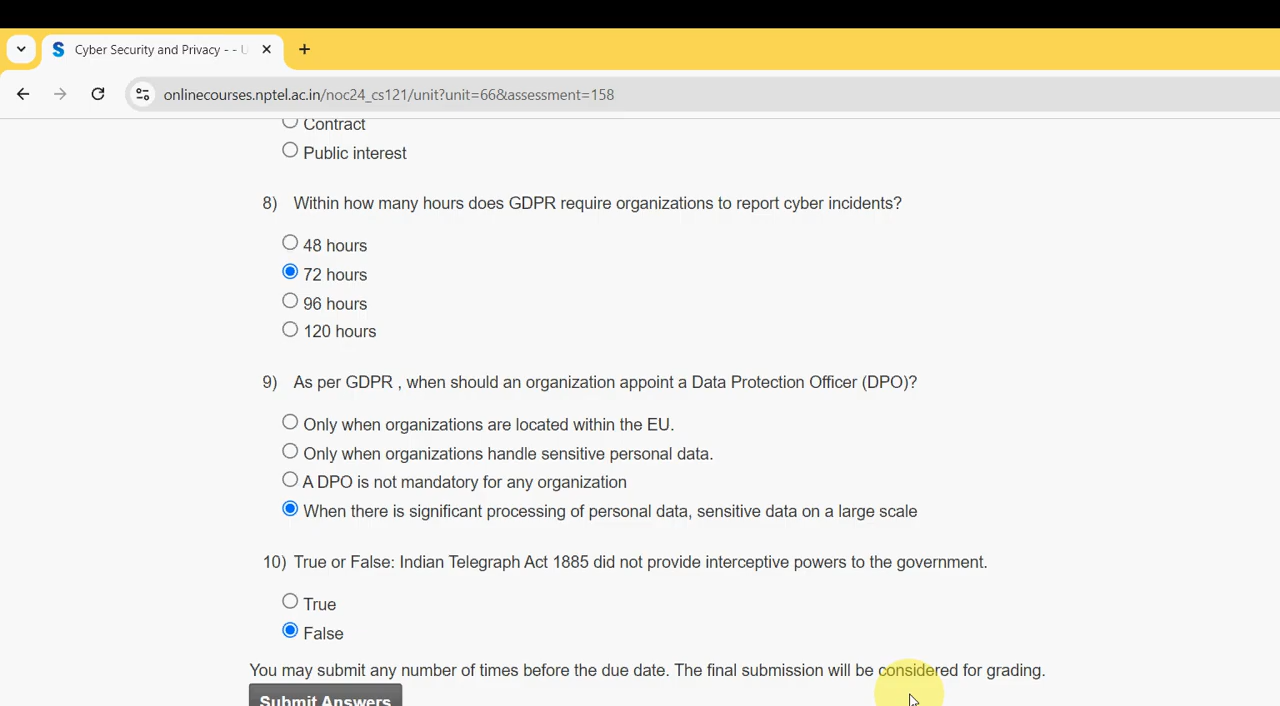 Cyber Security and Privacy - - U
onlinecourses.nptel.ac.in/noc24_cs121/unit?unit=66&assessment=158
Contract
Public interest
8) Within how many hours does GDPR require organizations to report cyber incidents?
48 hours
72 hours
96 hours
120 hours
9) As per GDPR , when should an organization appoint a Data Protection Officer (DPO)?
Only when organizations are located within the EU.
Only when organizations handle sensitive personal data.
A DPO is not mandatory for any organization
When there is significant processing of personal data, sensitive data on a large scale
10) True or False: Indian Telegraph Act 1885 did not provide interceptive powers to the government.
True
False
You may submit any number of times before the due date. The final submission will be considered for grading.
Submit Answers